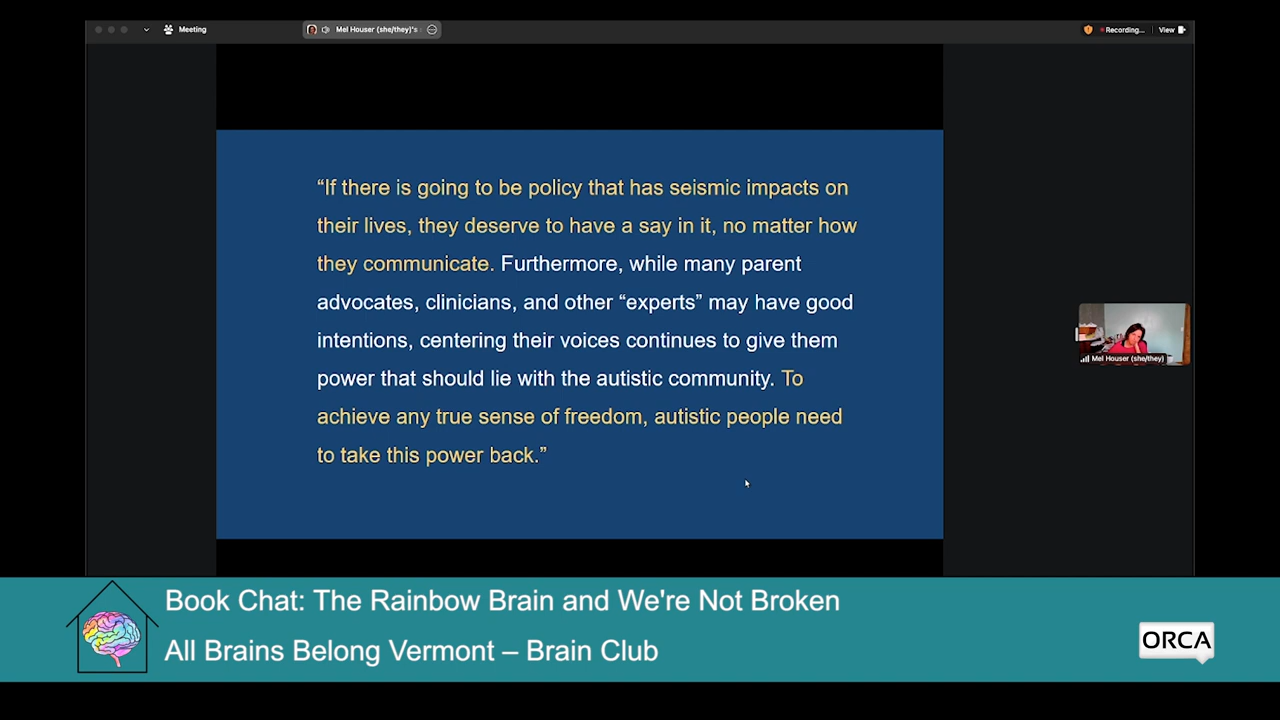 Meeting
Mel Houser (she/they)'s
Recording...
View
“If there is going to be policy that has seismic impacts on
their lives, they deserve to have a say in it, no matter how
they communicate. Furthermore, while many parent
advocates, clinicians, and other “experts” may have good
intentions, centering their voices continues to give them
power that should lie with the autistic community. To
achieve any true sense of freedom, autistic people need
to take this power back.”
Mel Houser (she/they)
Book Chat: The Rainbow Brain and We're Not Broken
All Brains Belong Vermont – Brain Club
ORCA